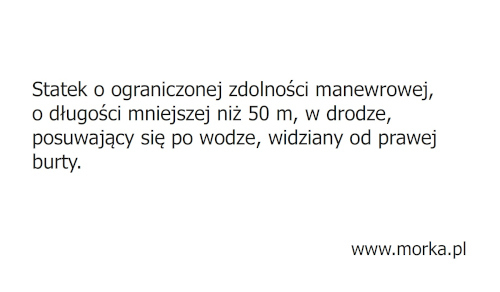 Statek o ograniczonej zdolności manewrowej,
o długości mniejszej niż 50 m, w drodze,
posuwający się po wodze, widziany od prawej
burty.
www.morka.pl